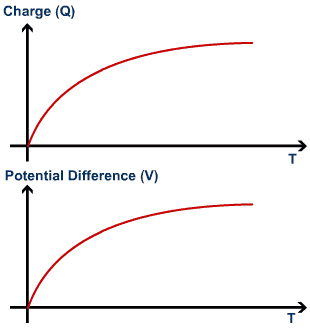 Charge (Q)
T
Potential Difference (V)
T